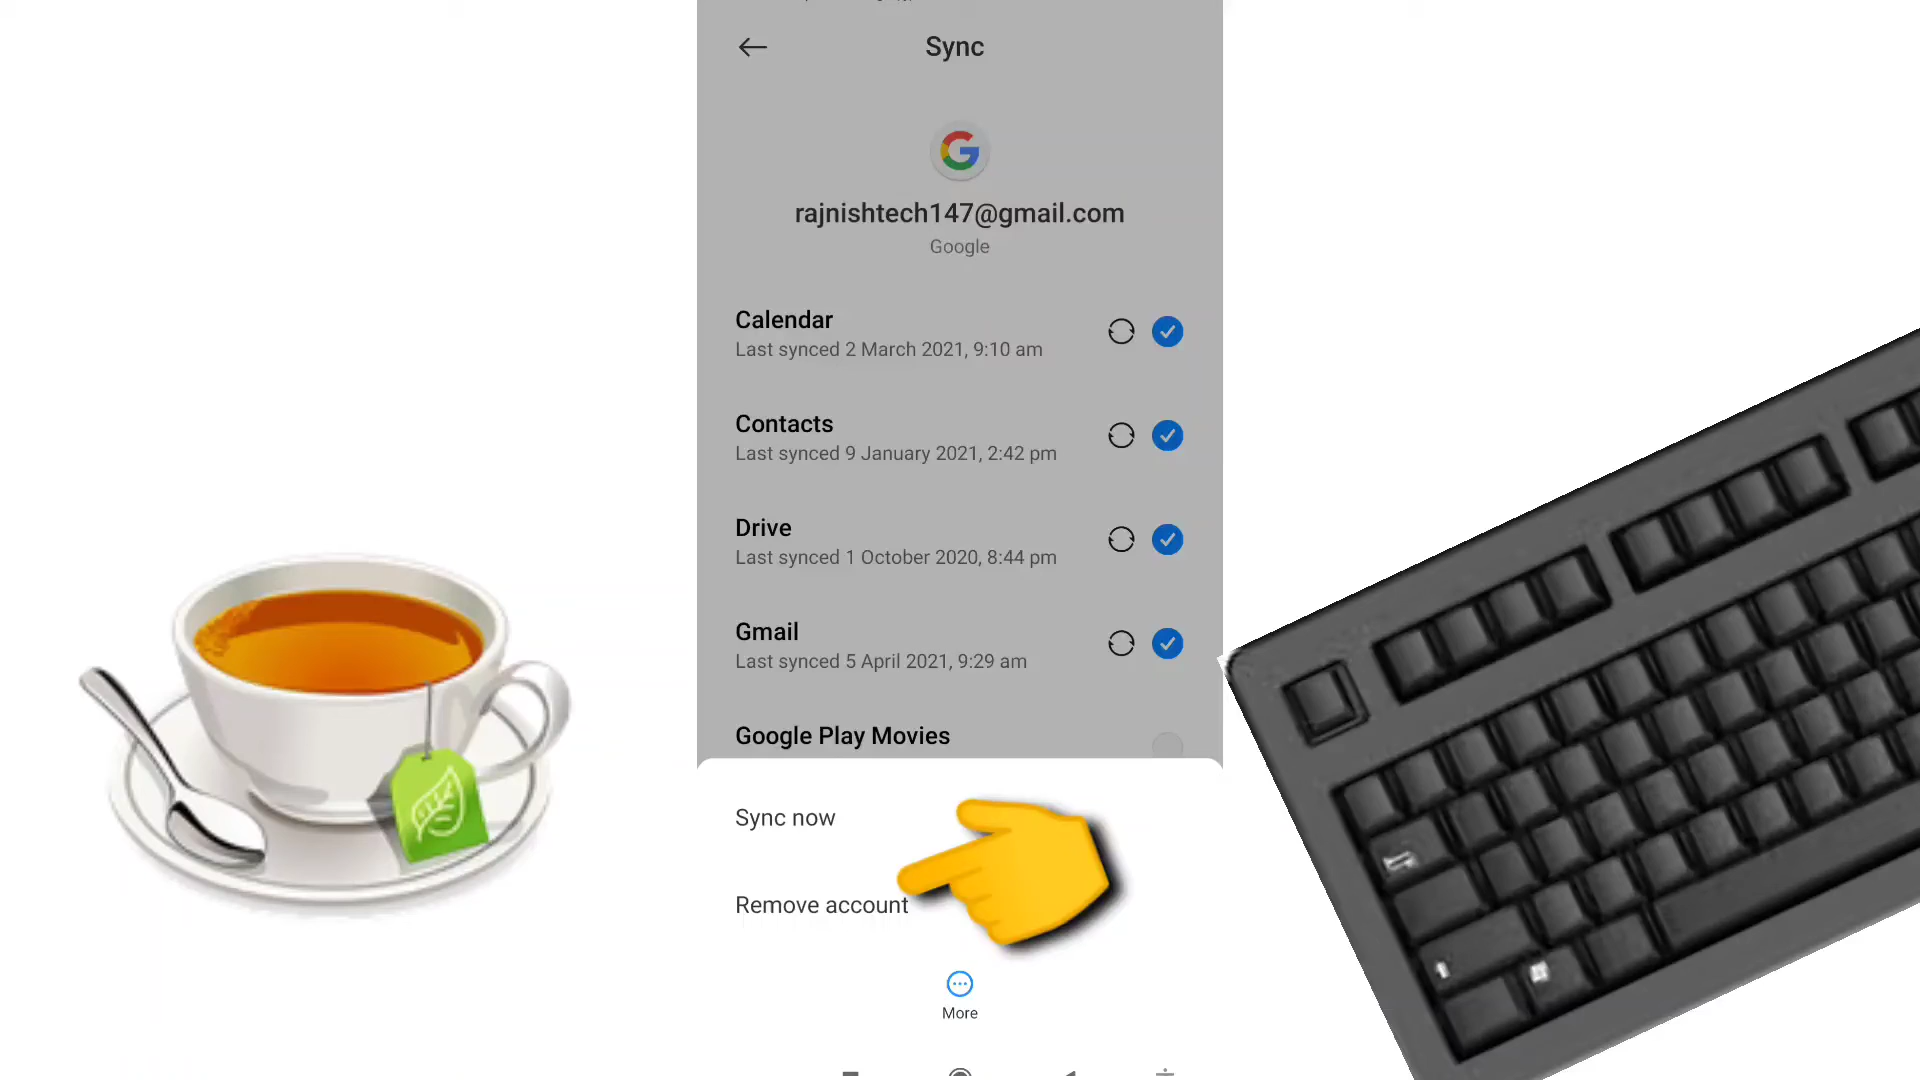 Sync
rajnishtech147@gmail.com
Google
Calendar
Last synced 2 March 2021, 9:10 am
Contacts
Last synced 9 January 2021, 2:42 pm
Drive
Last synced 1 October 2020, 8:44 pm
Gmail
Last synced 5 April 2021, 9:29 am
Google Play Movies
Sync now
Remove account
More